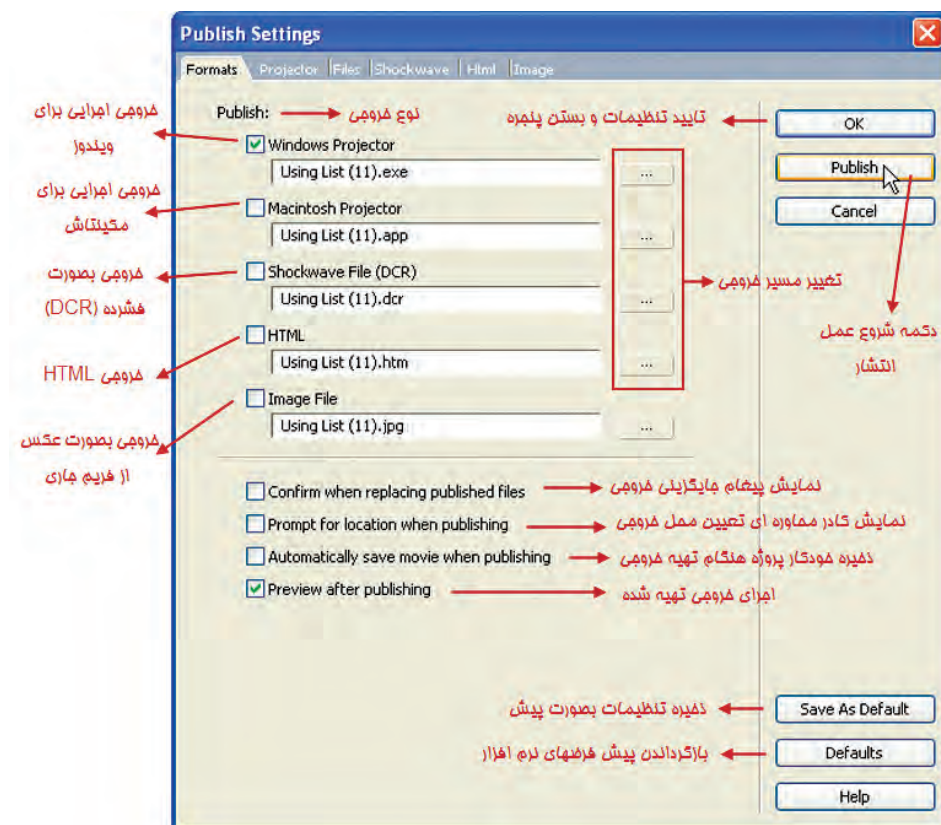 Publish Settings
Formats Projector Files Shockwave Html Image
Publish:
نوع خروجی
تایید تنظیمات و بستن پنجره
OK
خروجی اجرایی برای
ویندوز
Windows Projector
Using List (11).exe
...
Publish
خروجی اجرایی برای
مکینتاش
Macintosh Projector
Using List (11).app
...
Cancel
خروجی بصورت
فشرده (DCR)
Shockwave File (DCR)
Using List (11).dcr
...
تغییر مسیر خروجی
دکمه شروع عمل
انتشار
خروجی HTML
HTML
Using List (11).htm
...
خروجی بصورت عکس
از فریم جاری
Image File
Using List (11).jpg
...
Confirm when replacing published files
نمایش پیغام جایگزینی خروجی
Prompt for location when publishing
نمایش کادر محاوره ای تعیین محل خروجی
Automatically save movie when publishing
ذخیره خودکار پروژه هنگام تهیه خروجی
Preview after publishing
اجرای خروجی تهیه شده
ذخیره تنظیمات بصورت پیش
Save As Default
بازگرداندن پیش فرضهای نرم افزار
Defaults
Help